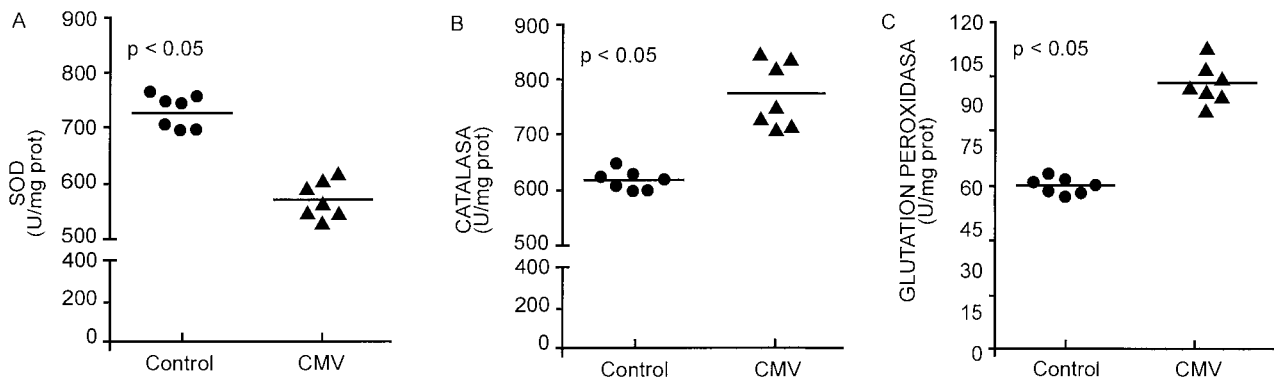 A
900
800
700
600
500
400
200
0
p < 0.05
SOD
(U/mg prot)
Control CMV
B
900
800
700
600
500
400
200
0
p < 0.05
CATALASA
(U/mg prot)
Control CMV
C
120
105
90
75
60
45
30
15
0
p < 0.05
GLUTATION PEROXIDASA
(U/mg prot)
Control CMV